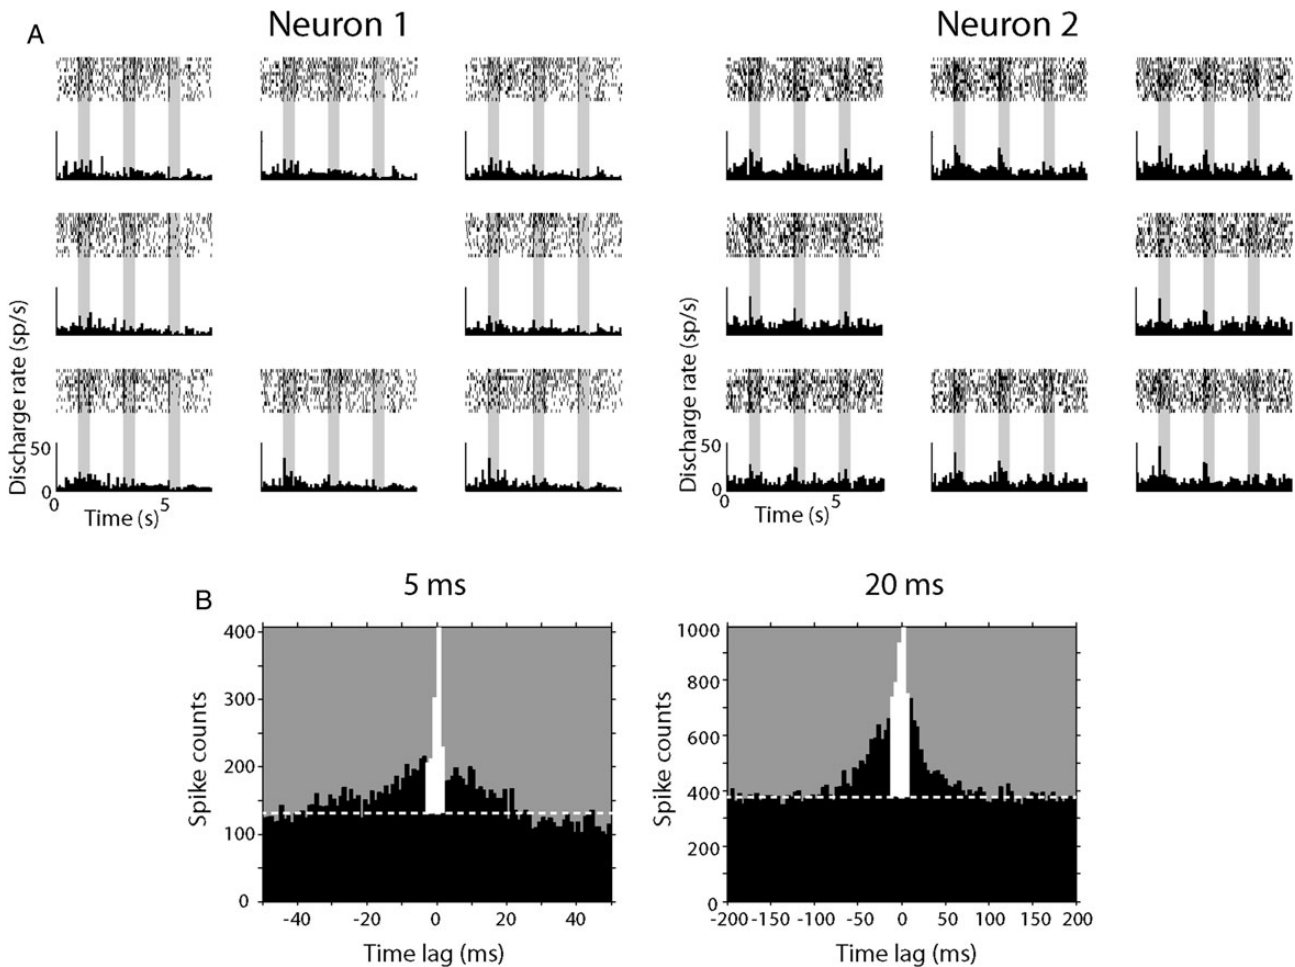 A
Neuron 1
Neuron 2
Discharge rate (sp/s)
50
0
0
5
Time (s)
Discharge rate (sp/s)
50
0
0
5
Time (s)
B
5 ms
20 ms
Spike counts
400
300
200
100
0
-40
-20
0
20
40
Time lag (ms)
Spike counts
1000
800
600
400
200
0
-200
-150
-100
-50
0
50
100
150
200
Time lag (ms)